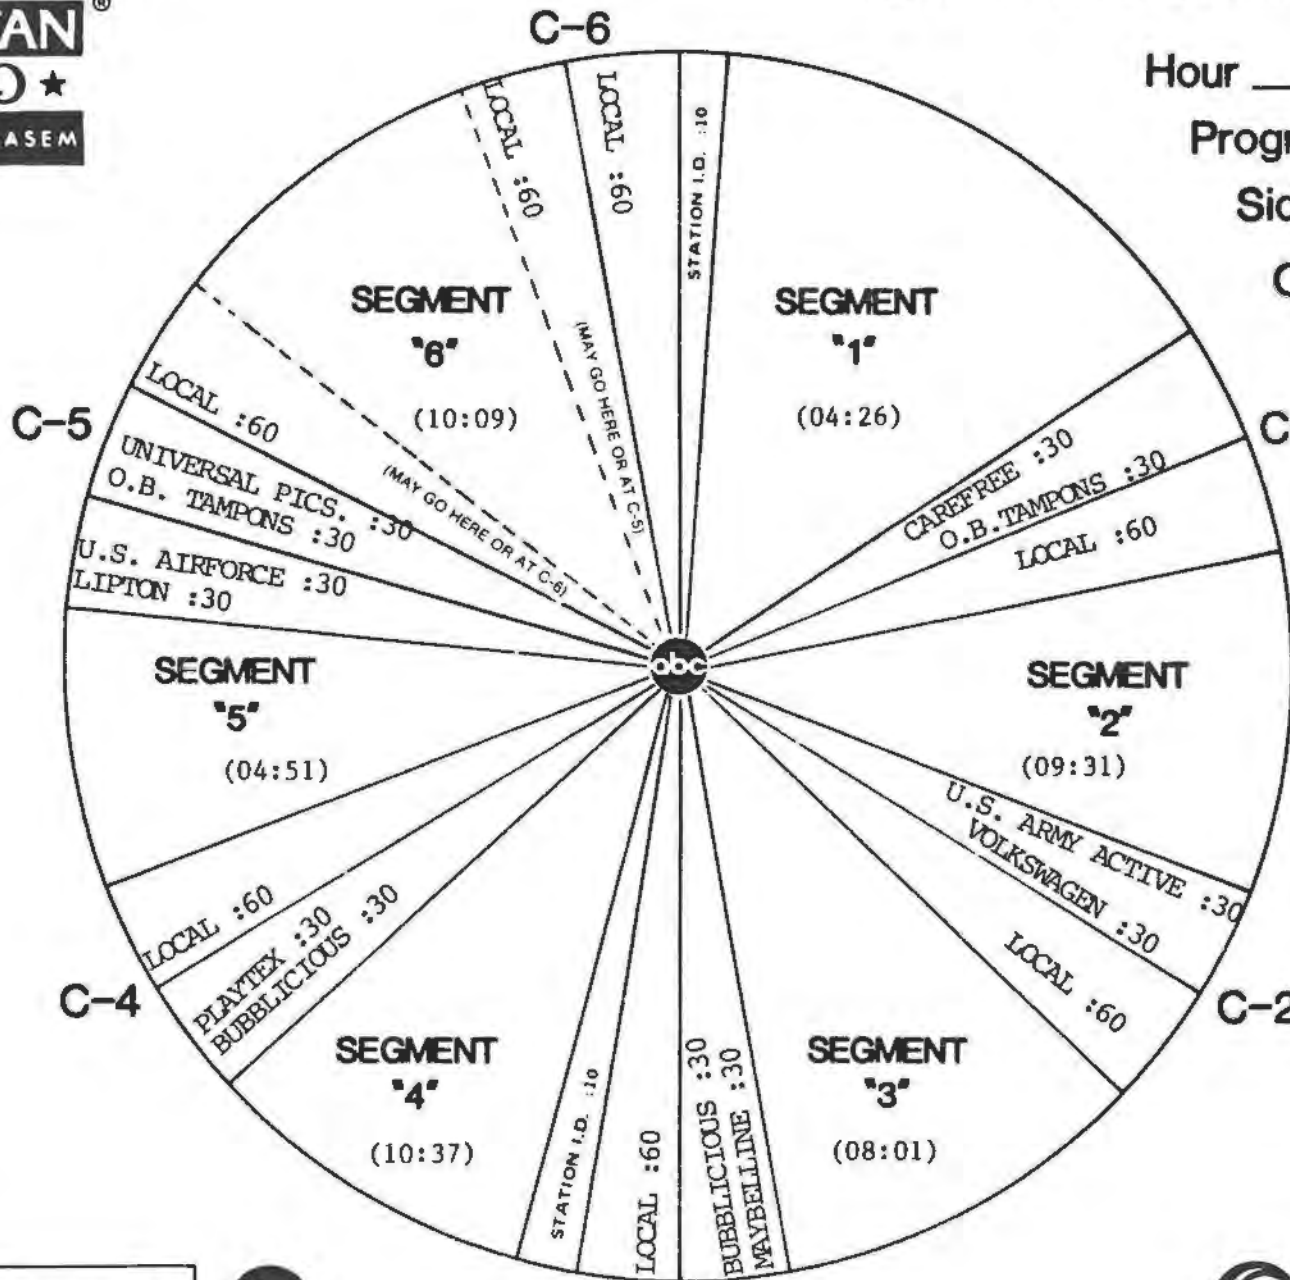 ®
C-6
Hour
LOCAL :60
LOCAL :60
STATION I.D. :10
(MAY GO HERE OR AT C-5)
SEGMENT
"1"
(04:26)
CAREFREE :30
O.B. TAMPONS :30
LOCAL :60
SEGMENT
"2"
(09:31)
U.S. ARMY ACTIVE :30
VOLKSWAGEN :30
C-2
LOCAL :60
SEGMENT
"3"
(08:01)
BUBBLICIOUS :30
MAYBELLINE :30
LOCAL :60
STATION I.D. :10
SEGMENT
"4"
(10:37)
PLAYTEX :30
BUBBLICIOUS :30
C-4
LOCAL :60
SEGMENT
"5"
(04:51)
U.S. AIRFORCE :30
LIPTON :30
UNIVERSAL PICS. :30
O.B. TAMPONS :30
C-5
LOCAL :60
(MAY GO HERE OR AT C-6)
SEGMENT
"6"
(10:09)
abc